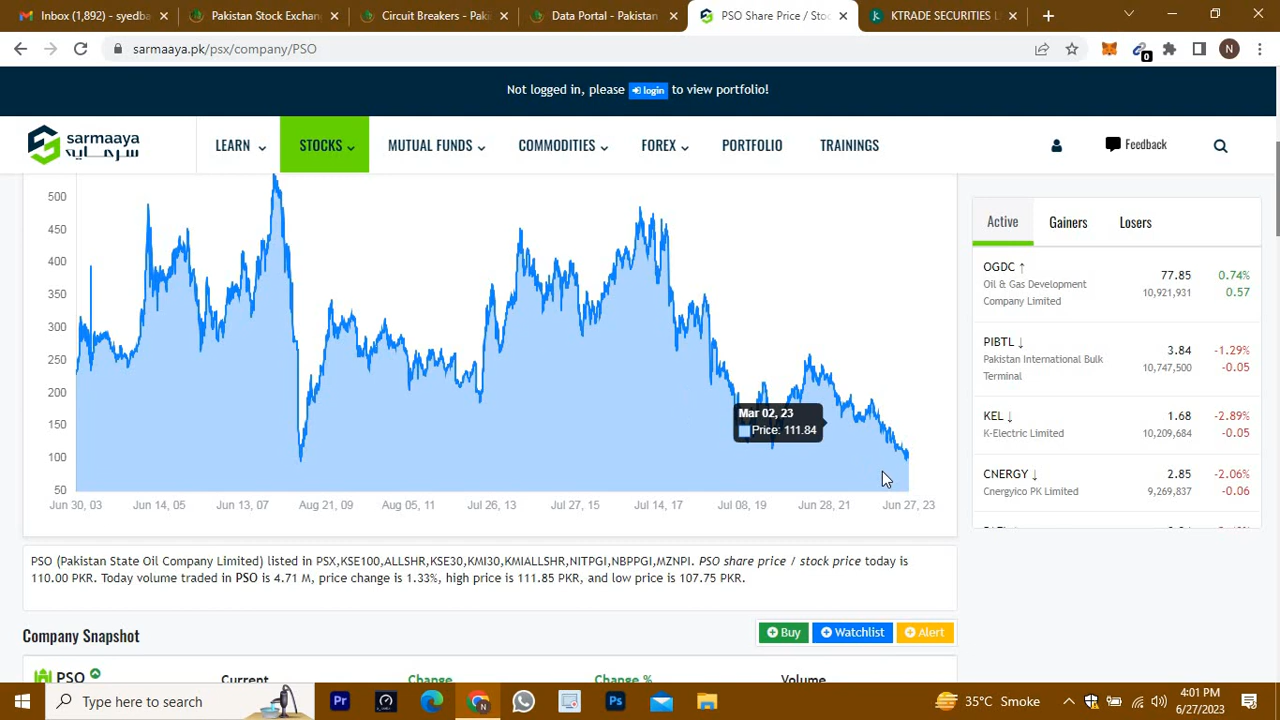 Inbox (1,892) - syedba
Pakistan Stock Exchan
Circuit Breakers - Paki
Data Portal - Pakistan
PSO Share Price / Sto
KTRADE SECURITIES L
sarmaaya.pk/psx/company/PSO
0
N
Not logged in, please login to view portfolio!
sarmaaya
سرمایه
LEARN
STOCKS
MUTUAL FUNDS
COMMODITIES
FOREX
PORTFOLIO
TRAININGS
Feedback
500
450
400
350
300
250
200
150
100
50
Mar 02, 23
Price: 111.84
Jun 30, 03
Jun 14, 05
Jun 13, 07
Aug 21, 09
Aug 05, 11
Jul 26, 13
Jul 27, 15
Jul 14, 17
Jul 08, 19
Jun 28, 21
Jun 27, 23
Active
Gainers
Losers
OGDC ↑
Oil & Gas Development
Company Limited
77.85
10,921,931
0.74%
0.57
PIBTL ↓
Pakistan International Bulk
Terminal
3.84
10,747,500
-1.29%
-0.05
KEL ↓
K-Electric Limited
1.68
10,209,684
-2.89%
-0.05
CNERGY ↓
Cnergyico PK Limited
2.85
9,269,837
-2.06%
-0.06
PSO (Pakistan State Oil Company Limited) listed in PSX,KSE100,ALLSHR,KSE30,KMI30,KMIALLSHR,NITPGI,NBPPGI,MZNPI. PSO share price / stock price today is
110.00 PKR. Today volume traded in PSO is 4.71 M, price change is 1.33%, high price is 111.85 PKR, and low price is 107.75 PKR.
Company Snapshot
Buy
Watchlist
Alert
PSO
Current
Change
Change %
Volume
Type here to search
Pr
Ps
N
35°C Smoke
4:01 PM
6/27/2023